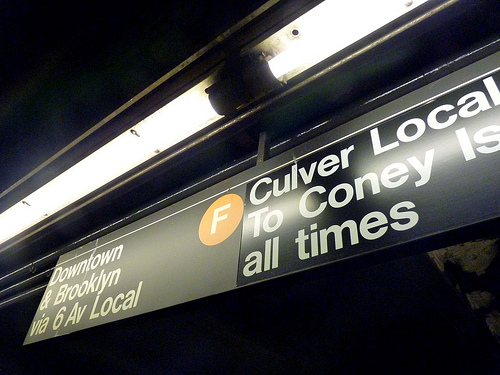 Downtown
& Brooklyn
via 6 Av Local
F
Culver Local
To Coney Is
all times